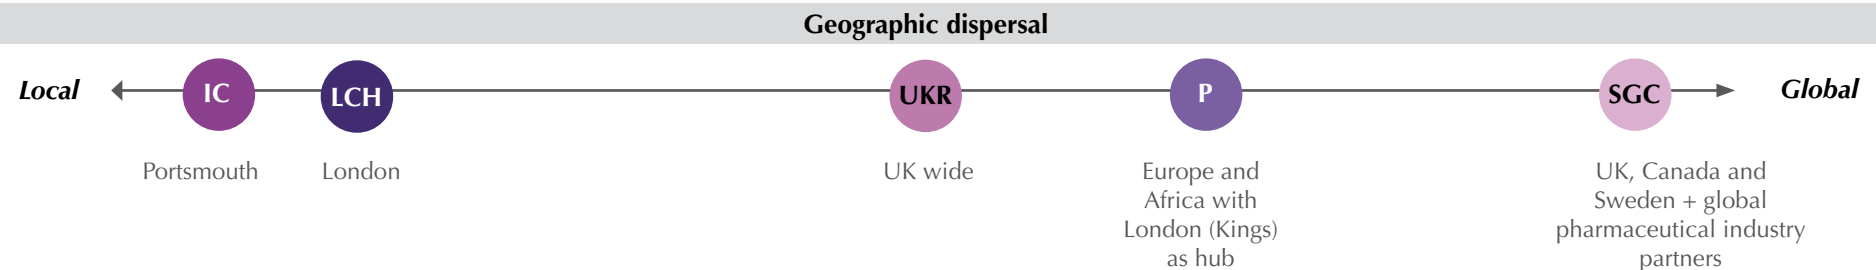 Geographic dispersal
Local
IC
LCH
UKR
P
SGC
Global
Portsmouth
London
UK wide
Europe and
Africa with
London (Kings)
as hub
UK, Canada and
Sweden + global
pharmaceutical industry
partners